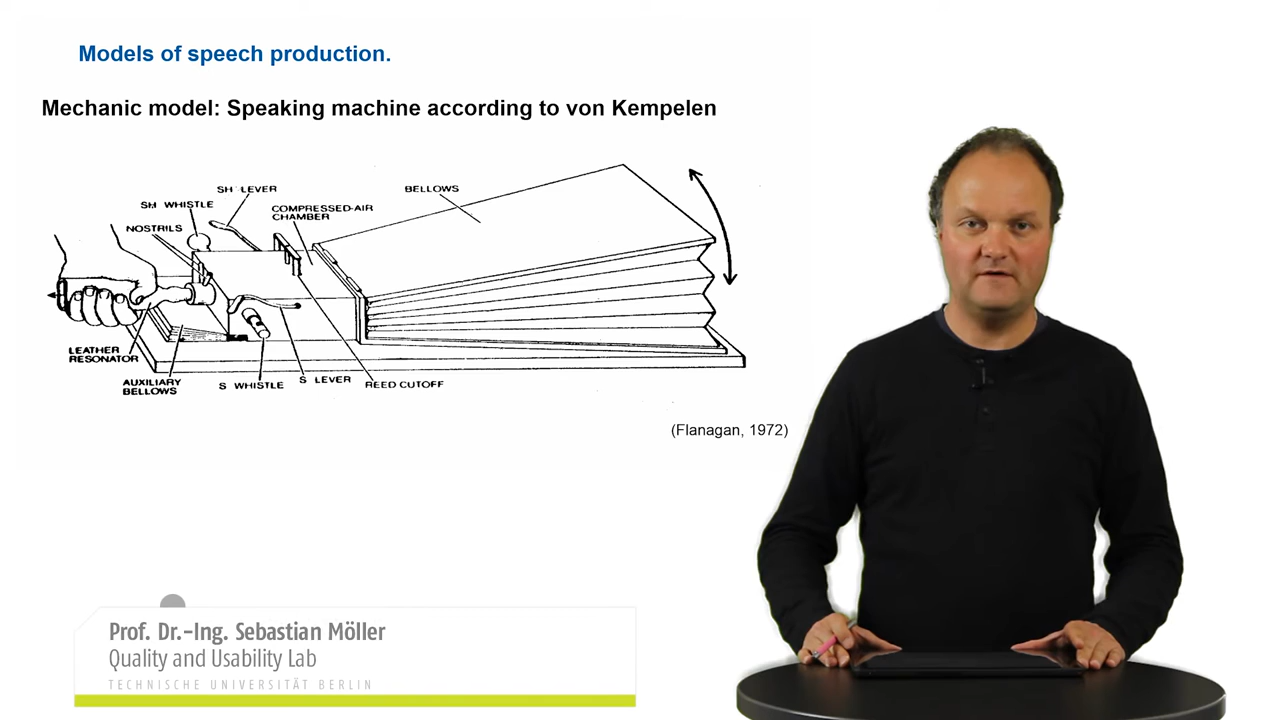 Models of speech production.
Mechanic model: Speaking machine according to von Kempelen
SH LEVER
SH WHISTLE
BELLOWS
COMPRESSED-AIR
CHAMBER
NOSTRILS
LEATHER
RESONATOR
AUXILIARY
BELLOWS
S WHISTLE
S LEVER
REED CUTOFF
(Flanagan, 1972)
Prof. Dr.-Ing. Sebastian Möller
Quality and Usability Lab
TECHNISCHE UNIVERSITÄT BERLIN